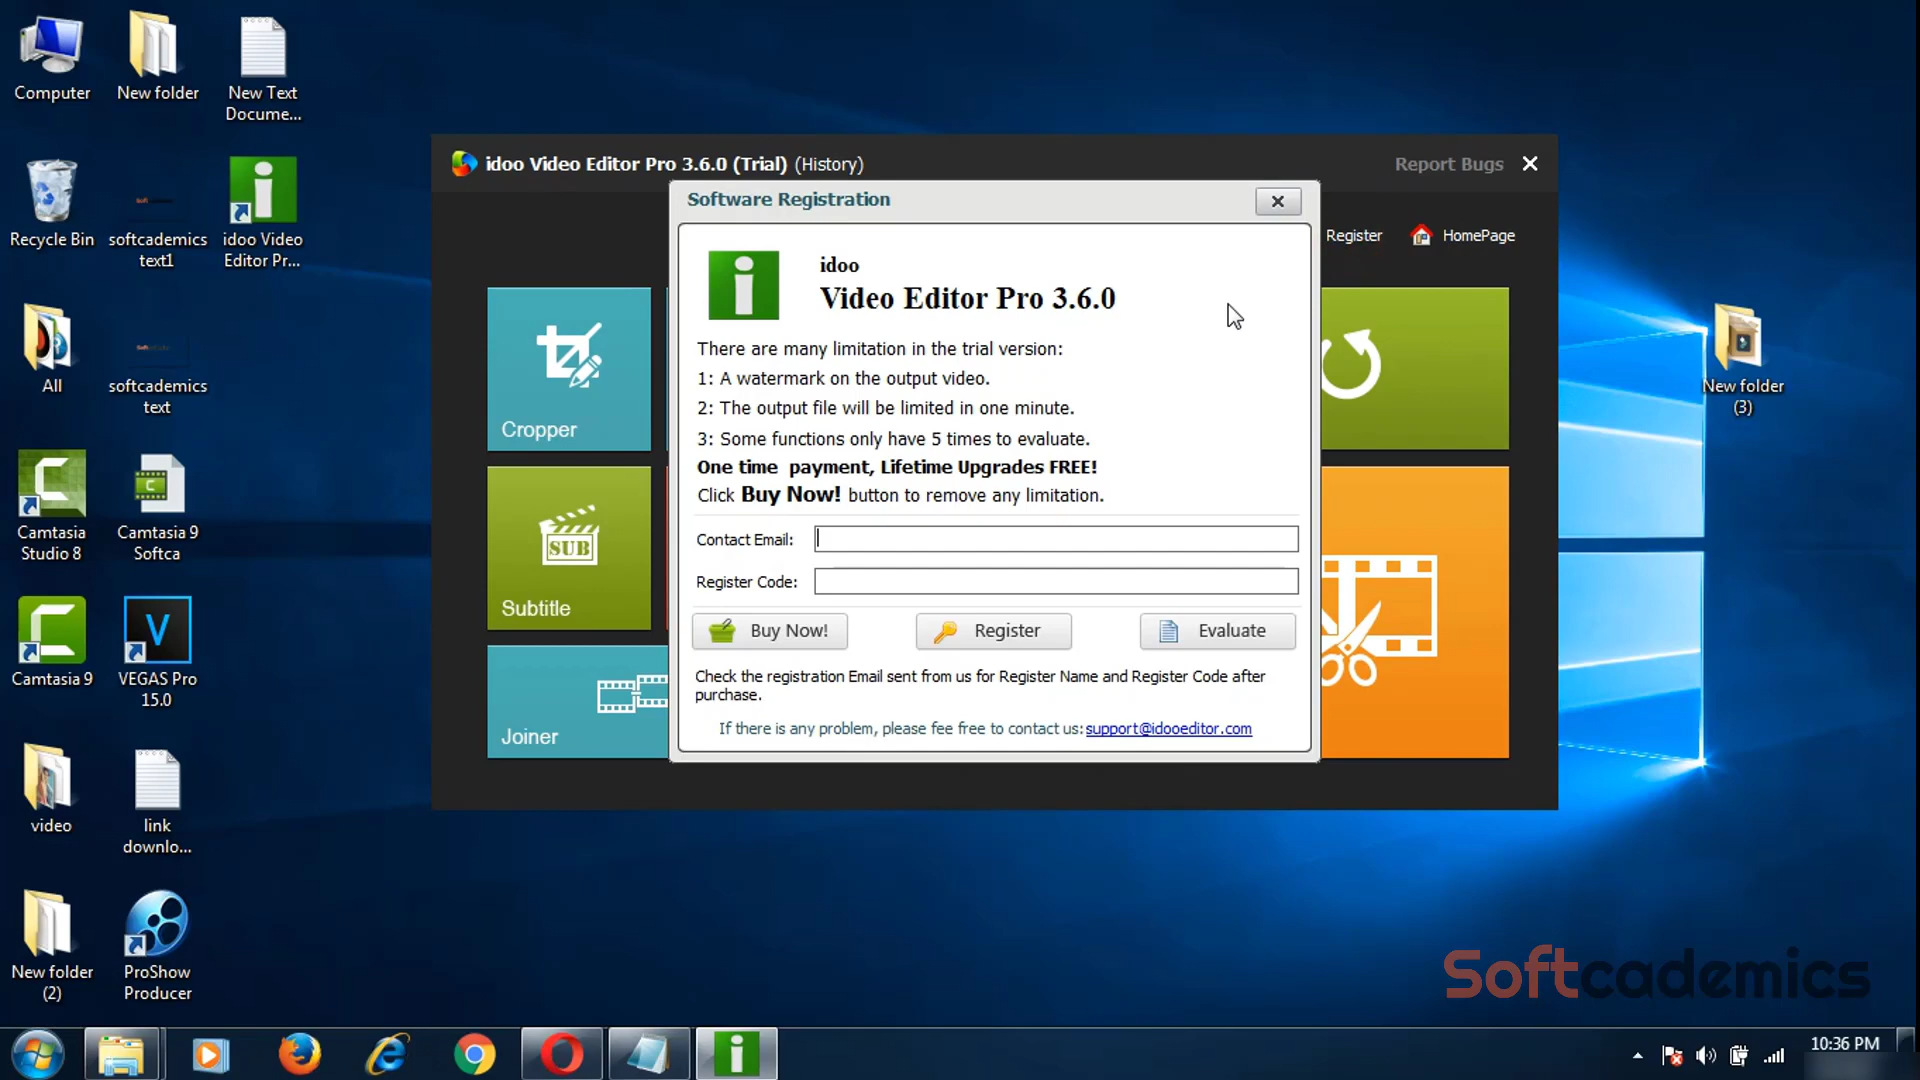 Computer
New folder
New Text
Docume...
Recycle Bin
softcademics
text1
idoo Video
Editor Pr...
All
softcademics
text
Camtasia
Studio 8
Camtasia 9
Softca
Camtasia 9
VEGAS Pro
15.0
video
link
downlo...
New folder
(2)
ProShow
Producer
idoo Video Editor Pro 3.6.0 (Trial) (History)
Report Bugs
Register
HomePage
Cropper
SUB
Subtitle
Joiner
Software Registration
idoo
Video Editor Pro 3.6.0
There are many limitation in the trial version:
1: A watermark on the output video.
2: The output file will be limited in one minute.
3: Some functions only have 5 times to evaluate.
One time payment, Lifetime Upgrades FREE!
Click Buy Now! button to remove any limitation.
Contact Email:
Register Code:
Buy Now!
Register
Evaluate
Check the registration Email sent from us for Register Name and Register Code after
purchase.
If there is any problem, please fee free to contact us: support@idooeditor.com
New folder
(3)
Softcademics
10:36 PM